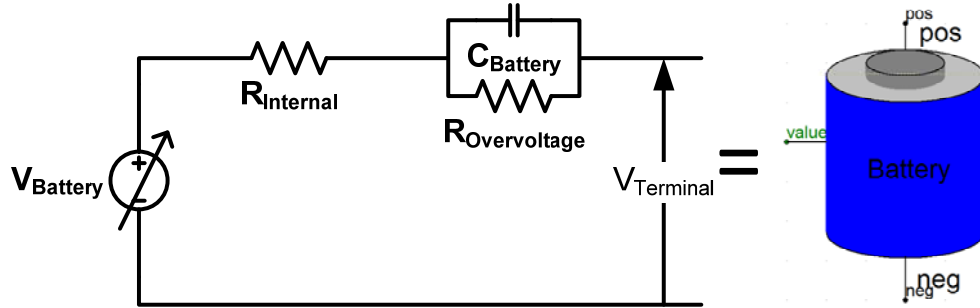 C_Battery
R_Internal
R_Overvoltage
V_Battery
+
-
V_Terminal
=
pos
pos
value
Battery
neg
neg